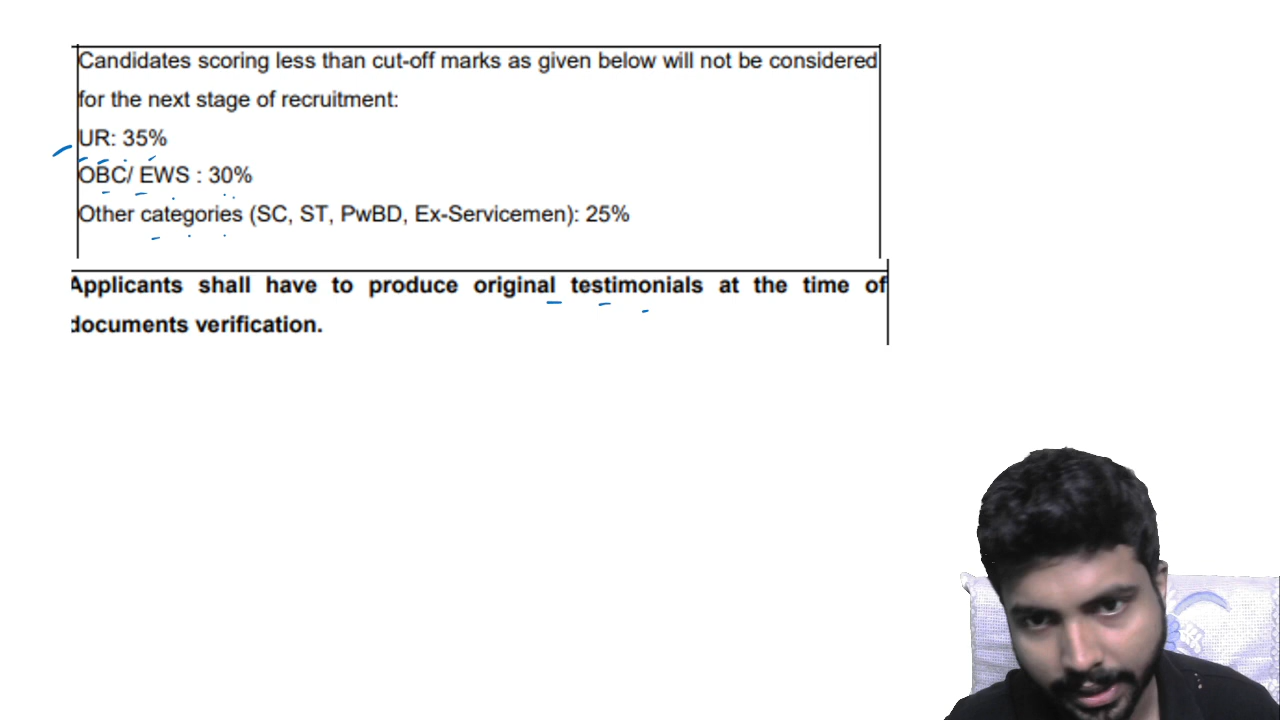 Candidates scoring less than cut-off marks as given below will not be considered
for the next stage of recruitment:
UR: 35%
OBC/ EWS : 30%
Other categories (SC, ST, PwBD, Ex-Servicemen): 25%
Applicants shall have to produce original testimonials at the time of
documents verification.